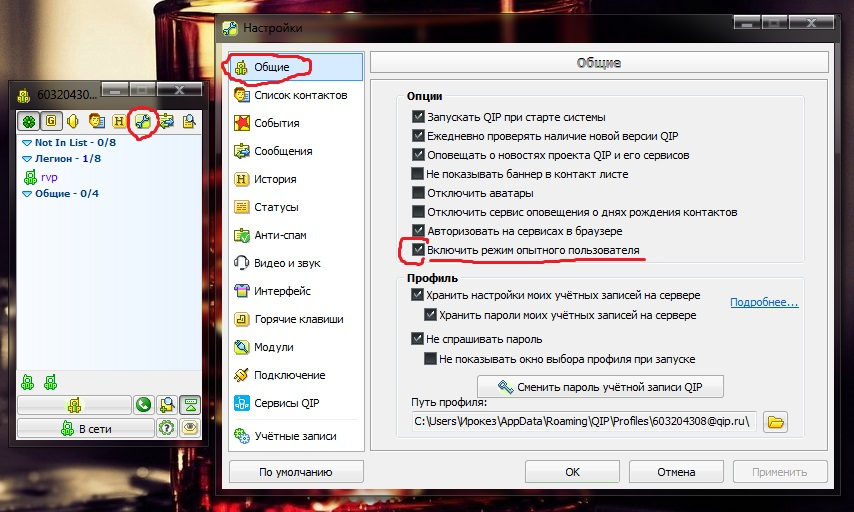 60320430...
Not In List - 0/8
Легион - 1/8
rvp
Общие - 0/4
В сети
Настройки
Общие
Список контактов
События
Сообщения
История
Статусы
Анти-спам
Видео и звук
Интерфейс
Горячие клавиши
Модули
Подключение
Сервисы QIP
Учётные записи
По умолчанию
Общие
Опции
Запускать QIP при старте системы
Ежедневно проверять наличие новой версии QIP
Оповещать о новостях проекта QIP и его сервисов
Не показывать баннер в контакт листе
Отключить аватары
Отключить сервис оповещения о днях рождения контактов
Авторизовать на сервисах в браузере
Включить режим опытного пользователя
Профиль
Хранить настройки моих учётных записей на сервере
Подробнее...
Хранить пароли моих учётных записей на сервере
Не спрашивать пароль
Не показывать окно выбора профиля при запуске
Сменить пароль учётной записи QIP
Путь профиля:
C:\Users\Ирокез\AppData\Roaming\QIP\Profiles\603204308@qip.ru\
OK
Отмена
Применить